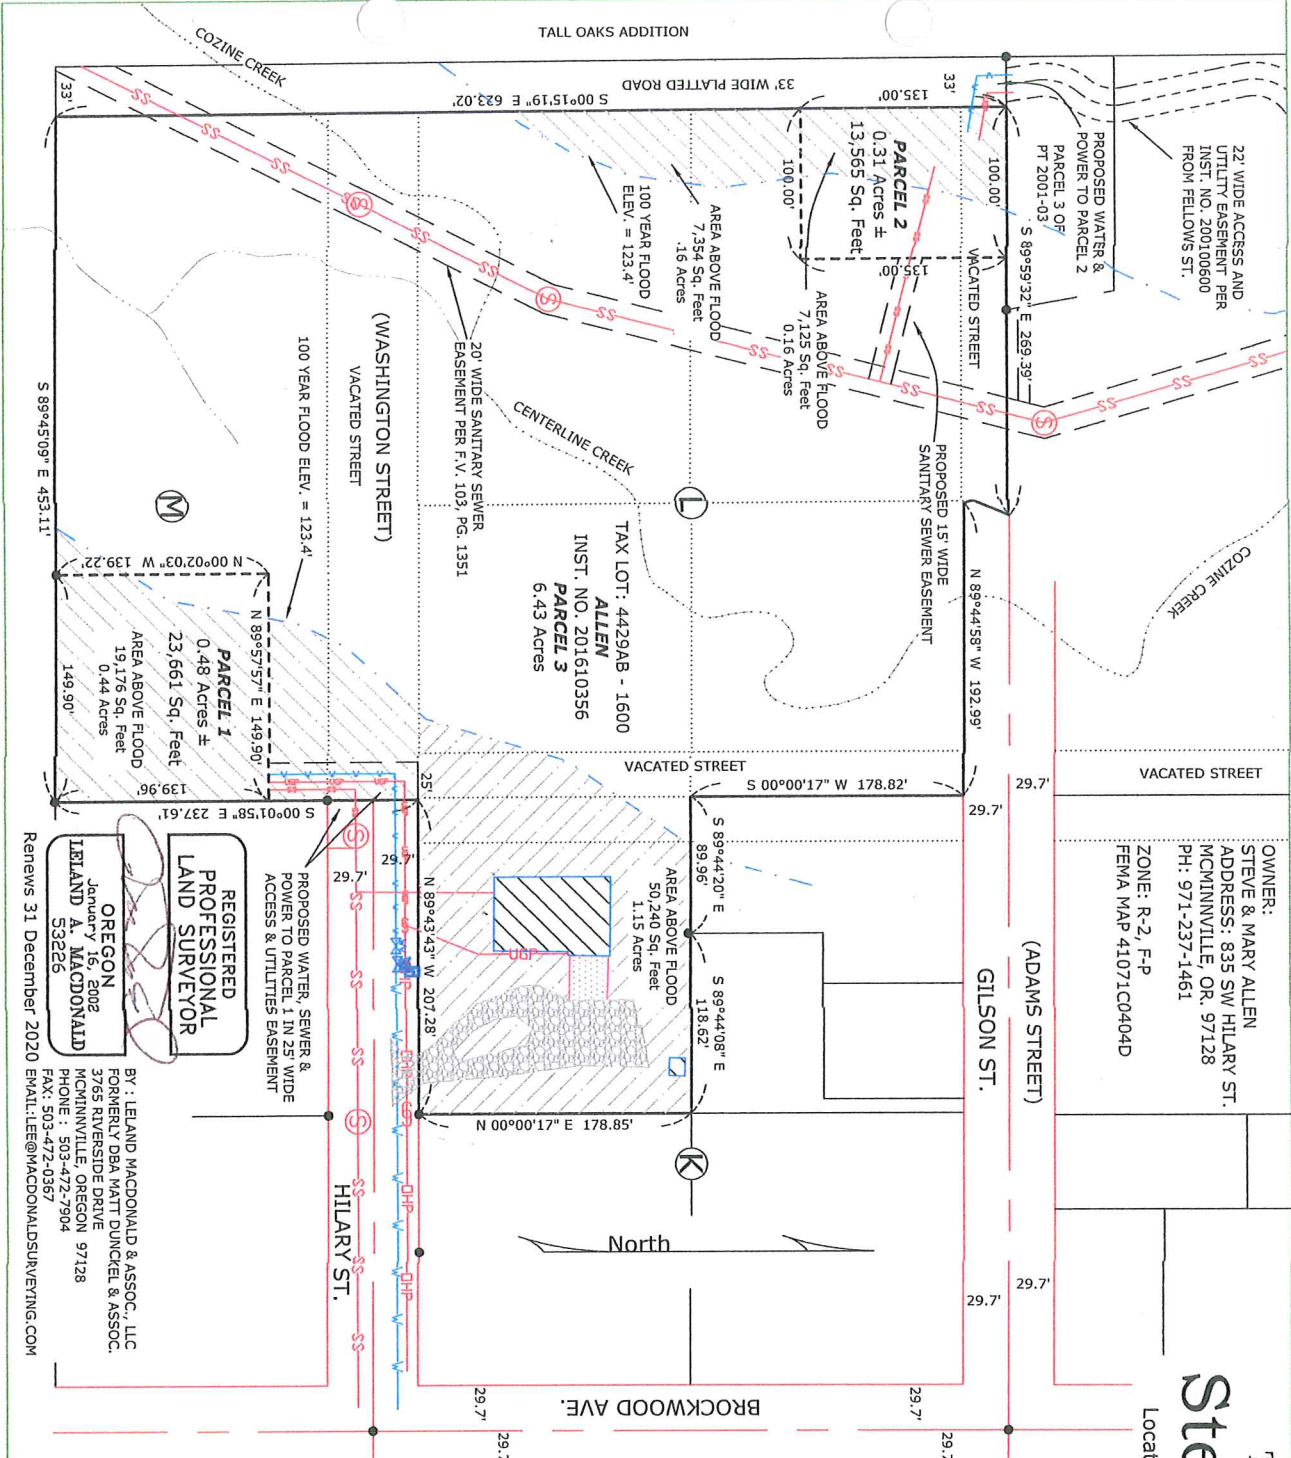 TALL OAKS ADDITION
COZINE CREEK
33' WIDE PLATTED ROAD
S 00°15'19" E 623.02'
33'
135.00'
33'
22' WIDE ACCESS AND
UTILITY EASEMENT PER
INST. NO. 200100600
FROM FELLOWS ST.
PROPOSED WATER &
POWER TO PARCEL 2
PARCEL 3 OF
PT 2001-03
100.00'
S 89°59'32" E 269.39'
PARCEL 2
0.31 Acres ±
13,565 Sq. Feet
100.00'
135.00'
VACATED STREET
AREA ABOVE FLOOD
7,354 Sq. Feet
.16 Acres
100 YEAR FLOOD
ELEV. = 123.4'
AREA ABOVE FLOOD
7,125 Sq. Feet
0.16 Acres
PROPOSED 15' WIDE
SANITARY SEWER EASEMENT
20' WIDE SANITARY SEWER
EASEMENT PER F.V. 103, PG. 1351
(WASHINGTON STREET)
VACATED STREET
100 YEAR FLOOD ELEV. = 123.4'
S 89°45'09" E 453.11'
CENTERLINE CREEK
COZINE CREEK
L
M
TAX LOT: 4429AB - 1600
ALLEN
INST. NO. 201610356
PARCEL 3
6.43 Acres
N 89°44'58" W 192.99'
N 00°02'03" W 139.22'
N 89°57'57" E 149.90'
PARCEL 1
0.48 Acres ±
23,661 Sq. Feet
AREA ABOVE FLOOD
19,176 Sq. Feet
0.44 Acres
149.90'
139.96'
S 00°01'58" E 237.61'
25'
VACATED STREET
S 00°00'17" W 178.82'
29.7'
29.7'
VACATED STREET
S 89°44'20" E
89.96'
S 89°44'08" E
118.62'
AREA ABOVE FLOOD
50,240 Sq. Feet
1.15 Acres
UGP
N 89°43'43" W 207.28'
29.7'
29.7'
N 00°00'17" E 178.85'
PROPOSED WATER, SEWER &
POWER TO PARCEL 1 IN 25' WIDE
ACCESS & UTILITIES EASEMENT
OWNER:
STEVE & MARY ALLEN
ADDRESS: 835 SW HILARY ST.
MCMINNVILLE, OR. 97128
PH: 971-237-1461
ZONE: R-2, F-P
FEMA MAP 41071C0404D
(ADAMS STREET)
GILSON ST.
REGISTERED
PROFESSIONAL
LAND SURVEYOR
OREGON
January 16, 2002
LELAND A. MACDONALD
53226
Renews 31 December 2020
BY : LELAND MACDONALD & ASSOC., LLC
FORMERLY DBA MATT DUNCKEL & ASSOC.
3765 RIVERSIDE DRIVE
MCMINNVILLE, OREGON 97128
PHONE : 503-472-7904
FAX: 503-472-0367
EMAIL:LEE@MACDONALDSURVEYING.COM
HILARY ST.
SS
OHP
K
North
29.7'
29.7'
BROCKWOOD AVE.
29.7'
29.7'
Ste
Locat